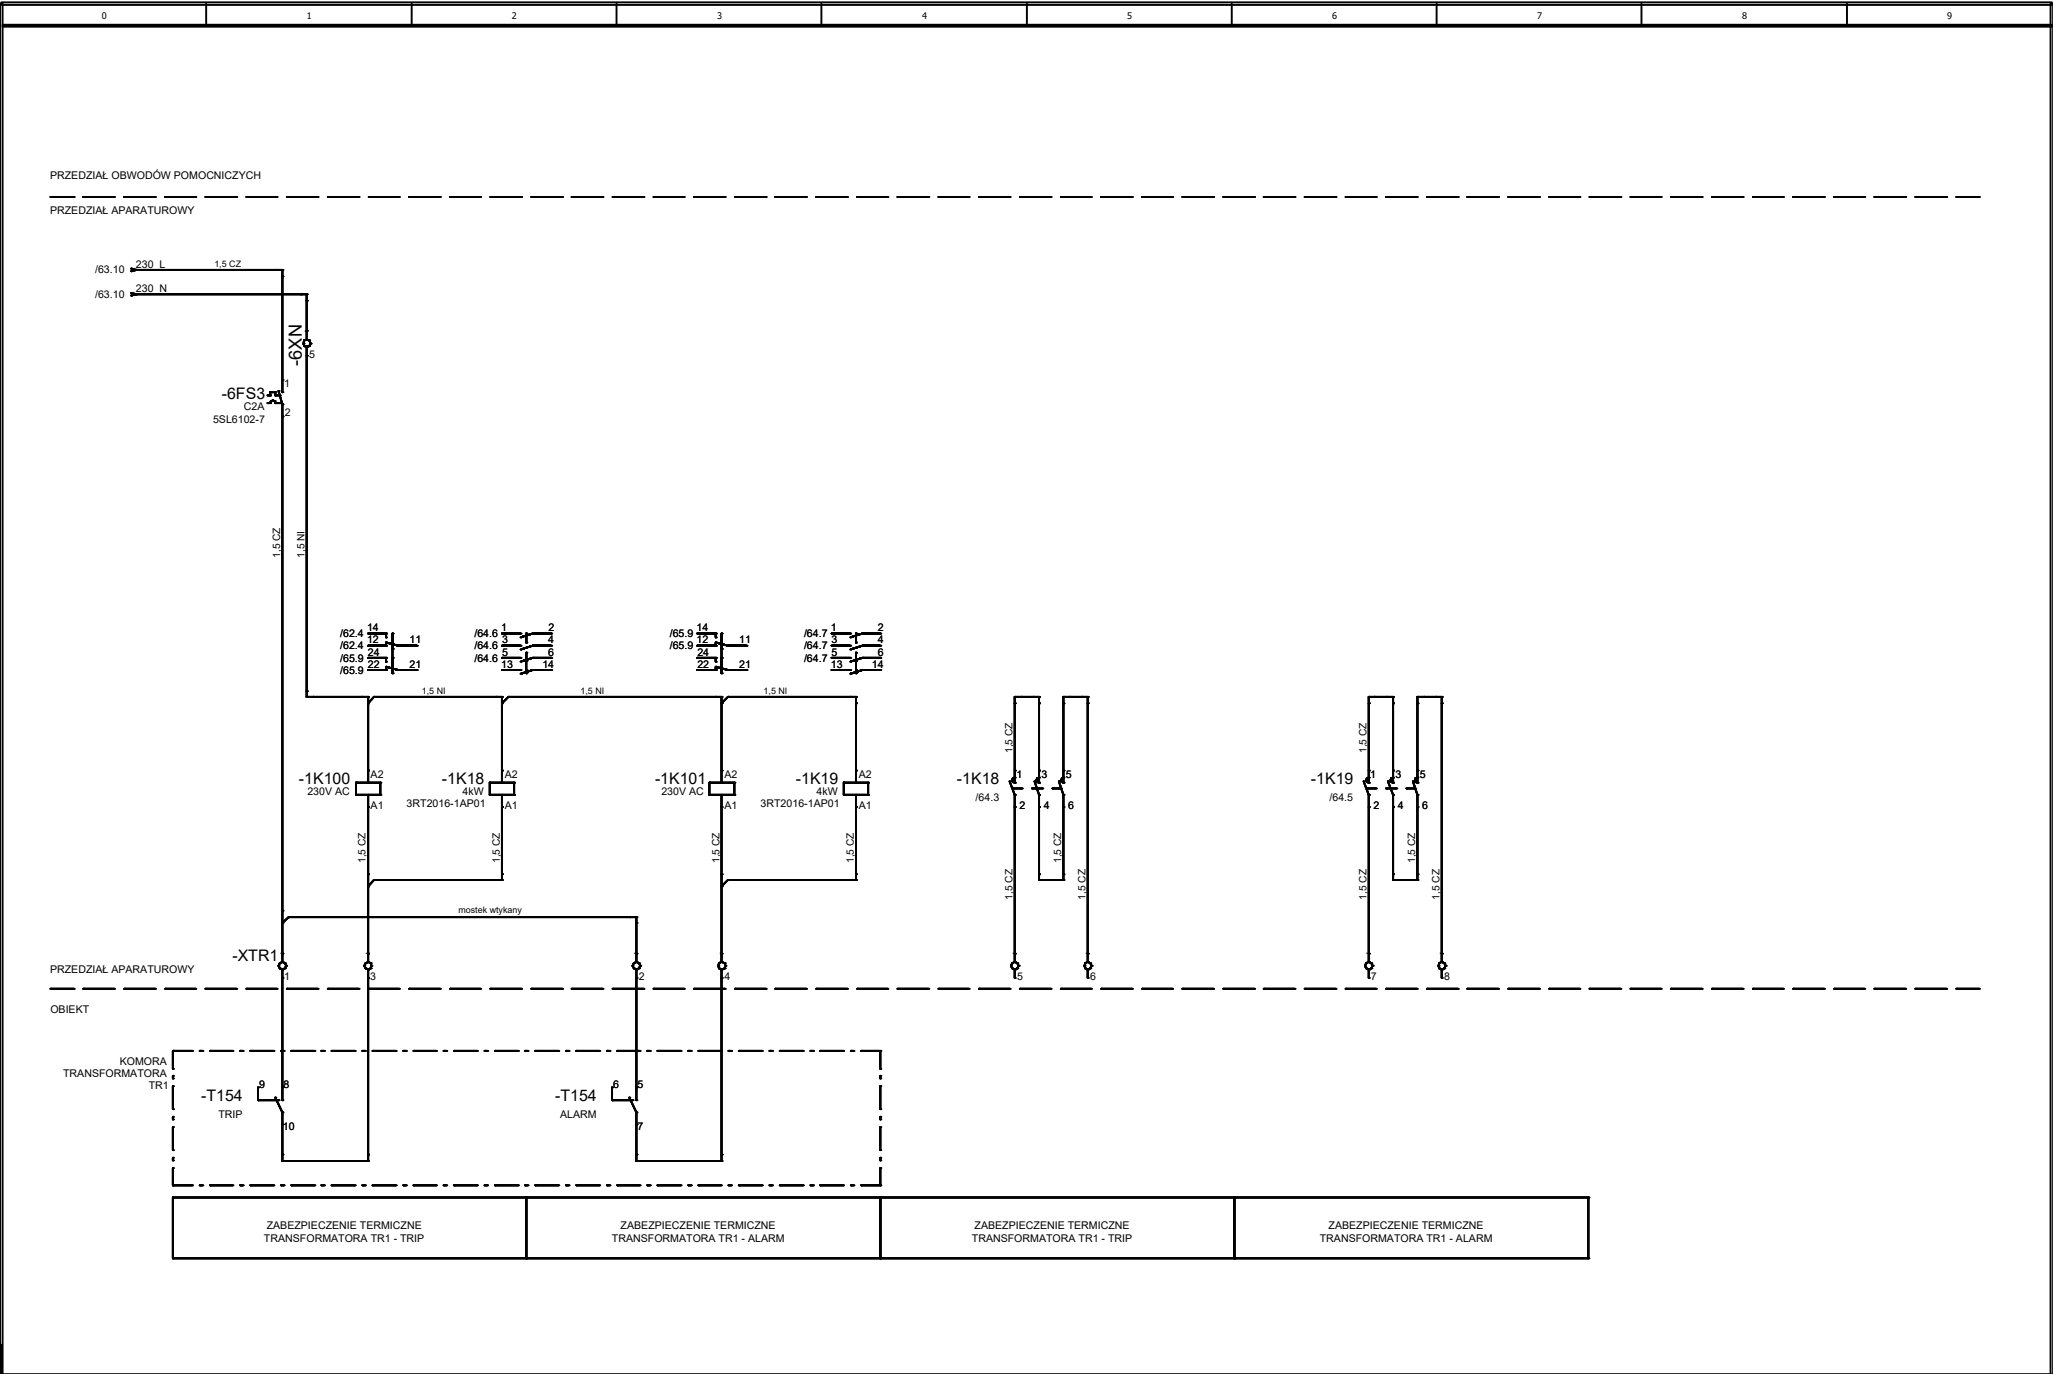 0 1 2 3 4 5 6 7 8 9
PRZEDZIAŁ OBWODÓW POMOCNICZYCH
PRZEDZIAŁ APARATUROWY
/63.10 230 L 1,5 CZ
/63.10 230 N
-6XN
5
-6FS3
C2A
5SL6102-7
1
2
1,5 CZ
1,5 NI
/62.4 14
/62.4 12 11
/65.9 24
/65.9 22 21
/64.6 1 2
/64.6 3 4
/64.6 5 6
13 14
/65.9 14
/65.9 12 11
24
22 21
/64.7 1 2
/64.7 3 4
/64.7 5 6
13 14
1,5 NI
1,5 NI
1,5 NI
-1K100
230V AC
A2
A1
1,5 CZ
-1K18
4kW
3RT2016-1AP01
A2
A1
1,5 CZ
-1K101
230V AC
A2
A1
1,5 CZ
-1K19
4kW
3RT2016-1AP01
A2
A1
1,5 CZ
1,5 CZ
-1K18
/64.3
1 3 5
2 4 6
1,5 CZ
1,5 CZ
1,5 CZ
1,5 CZ
-1K19
/64.5
1 3 5
2 4 6
1,5 CZ
1,5 CZ
1,5 CZ
mostek wtykany
-XTR1
1 3 2 4 5 6 7 8
PRZEDZIAŁ APARATUROWY
OBIEKT
KOMORA
TRANSFORMATORA
TR1
-T154
TRIP
9 8
10
-T154
ALARM
6 5
7
ZABEZPIECZENIE TERMICZNE
TRANSFORMATORA TR1 - TRIP
ZABEZPIECZENIE TERMICZNE
TRANSFORMATORA TR1 - ALARM
ZABEZPIECZENIE TERMICZNE
TRANSFORMATORA TR1 - TRIP
ZABEZPIECZENIE TERMICZNE
TRANSFORMATORA TR1 - ALARM